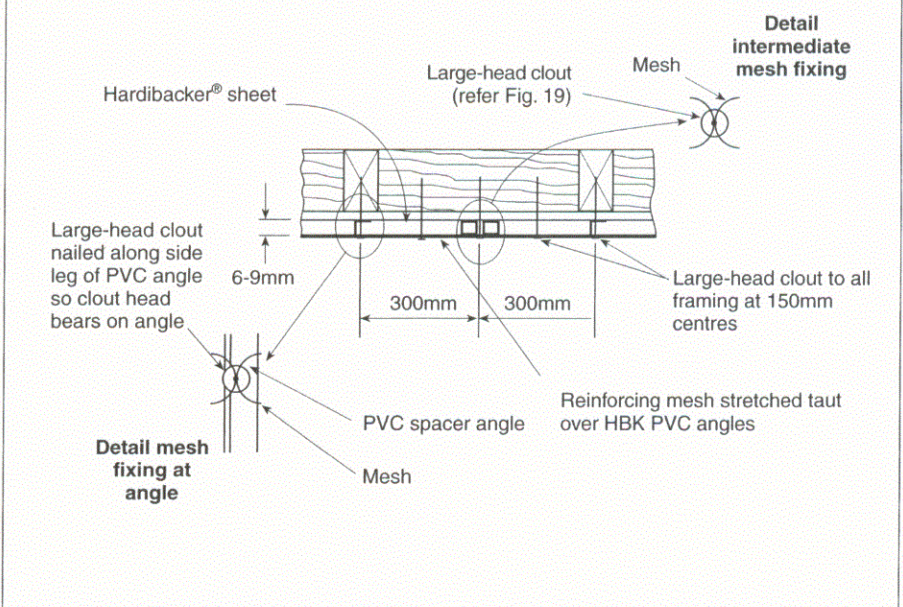 Detail
intermediate
mesh fixing
Mesh
Large-head clout
(refer Fig. 19)
Hardibacker® sheet
Large-head clout
nailed along side
leg of PVC angle
so clout head
bears on angle
6-9mm
300mm
300mm
Large-head clout to all
framing at 150mm
centres
Reinforcing mesh stretched taut
over HBK PVC angles
PVC spacer angle
Mesh
Detail mesh
fixing at
angle